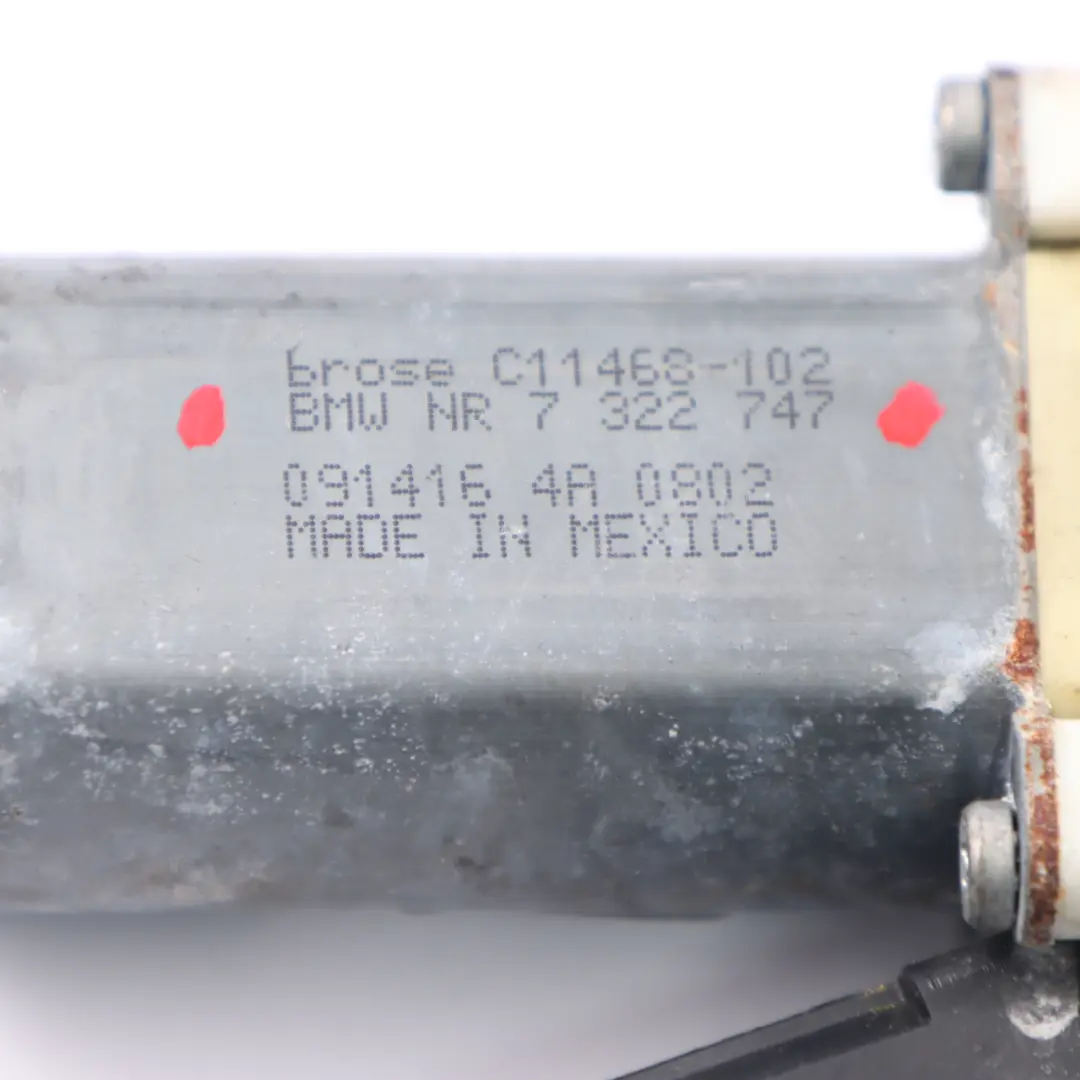 brose C11468-102
BMW NR 7 322 747
091416 4A 0802
MADE IN MEXICO